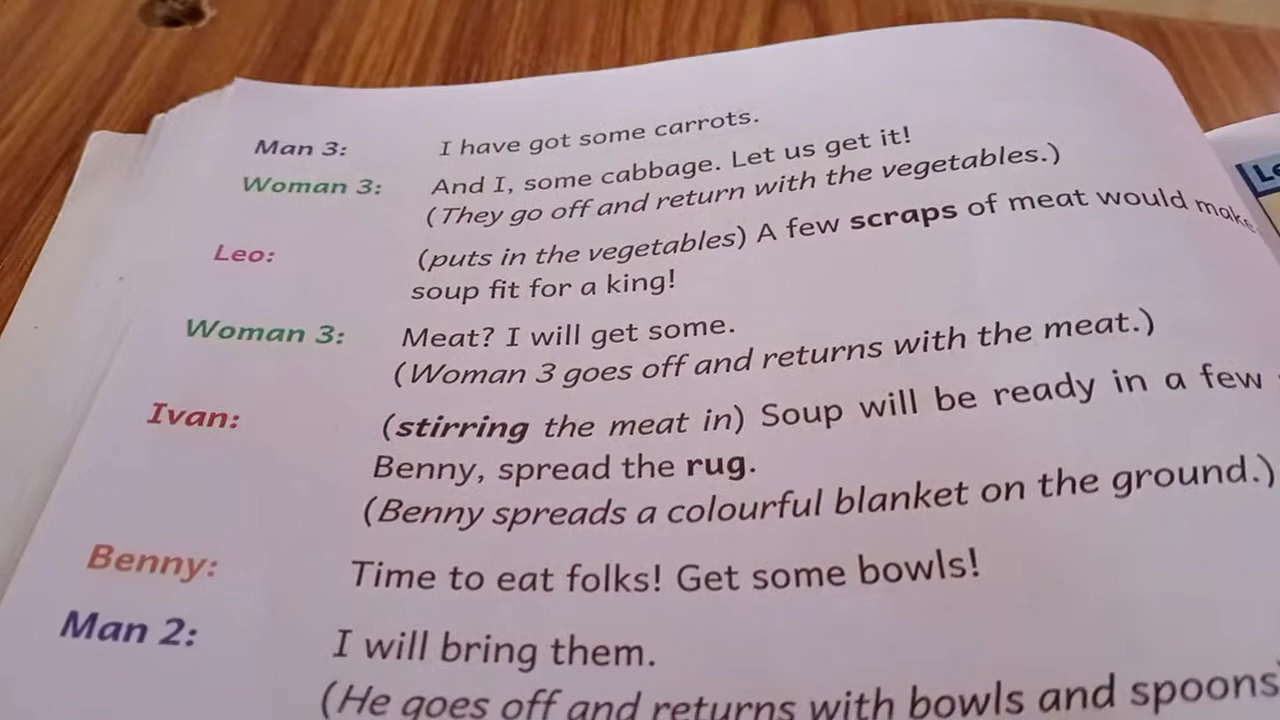 Man 3: I have got some carrots.
Woman 3: And I, some cabbage. Let us get it!
(They go off and return with the vegetables.)
Leo: (puts in the vegetables) A few scraps of meat would make
soup fit for a king!
Woman 3: Meat? I will get some.
(Woman 3 goes off and returns with the meat.)
Ivan: (stirring the meat in) Soup will be ready in a few
Benny, spread the rug.
(Benny spreads a colourful blanket on the ground.)
Benny: Time to eat folks! Get some bowls!
Man 2: I will bring them.
(He goes off and returns with bowls and spoons